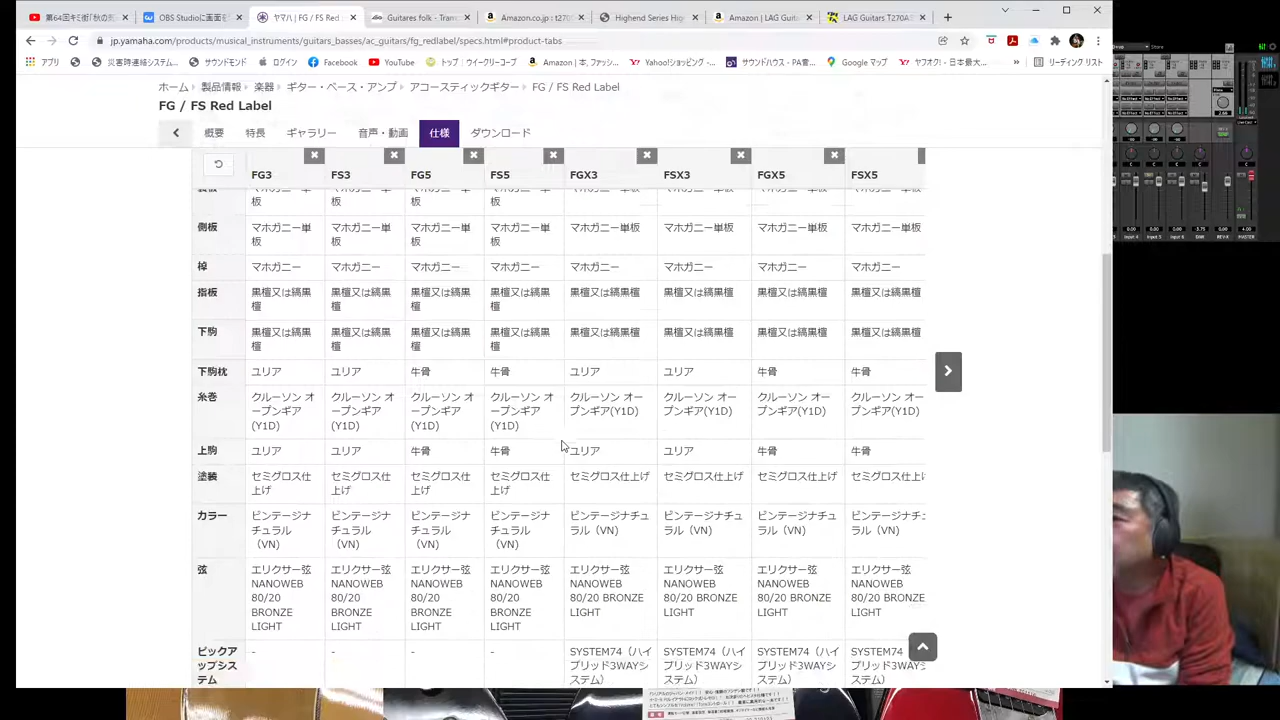 ヤマハ | FG / FS Red
Guitares folk - Tram
Amazon.co.jp : t270
Highend Series Hig
Amazon | LAG Guita
LAG Guitars T270A
jp.yamaha.com/products/musical_instruments/guitars_basses/ac_guitars/fg_redlabel/specs.html#product-tabs
アプリ
災害時連絡システム...
サウンドモンド
ログイン
Facebook
YouTube
Amazon | 本, ファッシ...
Yahoo!ショッピング - ...
サウンドハウス - PA音...
Google マップ
ヤフオク! - 日本最大...
»
リーディング リスト
ホーム 製品情報 楽器 ギター・ベース・アンプ アコースティックギター FG / FS Red Label
FG / FS Red Label
概要 特長 ギャラリー 音声・動画 仕様 ダウンロード
FG3 FS3 FG5 FS5 FGX3 FSX3 FGX5 FSX5
板 板 板 板
側板 マホガニー単 マホガニー単 マホガニー単 マホガニー単 マホガニー単板 マホガニー単板 マホガニー単板 マホガニー単板
板 板 板 板
棹 マホガニー マホガニー マホガニー マホガニー マホガニー マホガニー マホガニー マホガニー
指板 黒檀又は縞黒 黒檀又は縞黒 黒檀又は縞黒 黒檀又は縞黒 黒檀又は縞黒檀 黒檀又は縞黒檀 黒檀又は縞黒檀 黒檀又は縞黒檀
檀 檀 檀 檀
下駒 黒檀又は縞黒 黒檀又は縞黒 黒檀又は縞黒 黒檀又は縞黒 黒檀又は縞黒檀 黒檀又は縞黒檀 黒檀又は縞黒檀 黒檀又は縞黒檀
檀 檀 檀 檀
下駒枕 ユリア ユリア 牛骨 牛骨 ユリア ユリア 牛骨 牛骨
糸巻 クルーソン オ クルーソン オ クルーソン オ クルーソン オ クルーソン オー クルーソン オー クルーソン オー クルーソン オー
ープンギア ープンギア ープンギア ープンギア プンギア(Y1D) プンギア(Y1D) プンギア(Y1D) プンギア(Y1D)
(Y1D) (Y1D) (Y1D) (Y1D)
上駒 ユリア ユリア 牛骨 牛骨 ユリア ユリア 牛骨 牛骨
塗装 セミグロス仕 セミグロス仕 セミグロス仕 セミグロス仕 セミグロス仕上げ セミグロス仕上げ セミグロス仕上げ セミグロス仕上げ
上げ 上げ 上げ 上げ
カラー ビンテージナ ビンテージナ ビンテージナ ビンテージナ ビンテージナチュ ビンテージナチュ ビンテージナチュ ビンテージナチュ
チュラル チュラル チュラル チュラル ラル（VN） ラル（VN） ラル（VN） ラル（VN）
（VN） （VN） （VN） （VN）
弦 エリクサー弦 エリクサー弦 エリクサー弦 エリクサー弦 エリクサー弦 エリクサー弦 エリクサー弦 エリクサー弦
NANOWEB NANOWEB NANOWEB NANOWEB NANOWEB NANOWEB NANOWEB NANOWEB
80/20 80/20 80/20 80/20 80/20 BRONZE 80/20 BRONZE 80/20 BRONZE 80/20 BRONZE
BRONZE BRONZE BRONZE BRONZE LIGHT LIGHT LIGHT LIGHT
LIGHT LIGHT LIGHT LIGHT
ピックア - - - - SYSTEM74（ハイ SYSTEM74（ハイ SYSTEM74（ハイ SYSTEM74（ハイ
ップシス ブリッド3WAYシ ブリッド3WAYシ ブリッド3WAYシ ブリッド3WAYシ
テム ステム） ステム） ステム） ステム）